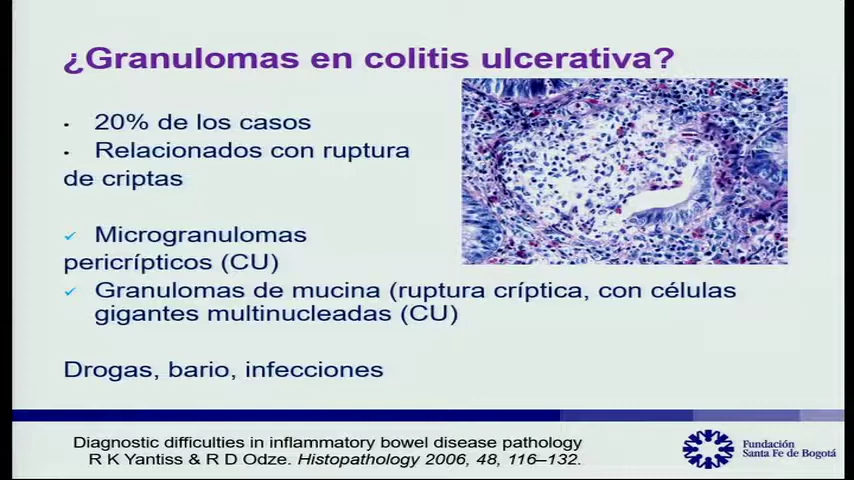 ¿Granulomas en colitis ulcerativa?
• 20% de los casos
• Relacionados con ruptura
de criptas
✓ Microgranulomas
pericrípticos (CU)
✓ Granulomas de mucina (ruptura críptica, con células
gigantes multinucleadas (CU)
Drogas, bario, infecciones
Diagnostic difficulties in inflammatory bowel disease pathology
R K Yantiss & R D Odze. Histopathology 2006, 48, 116–132.
Fundación
Santa Fe de Bogotá